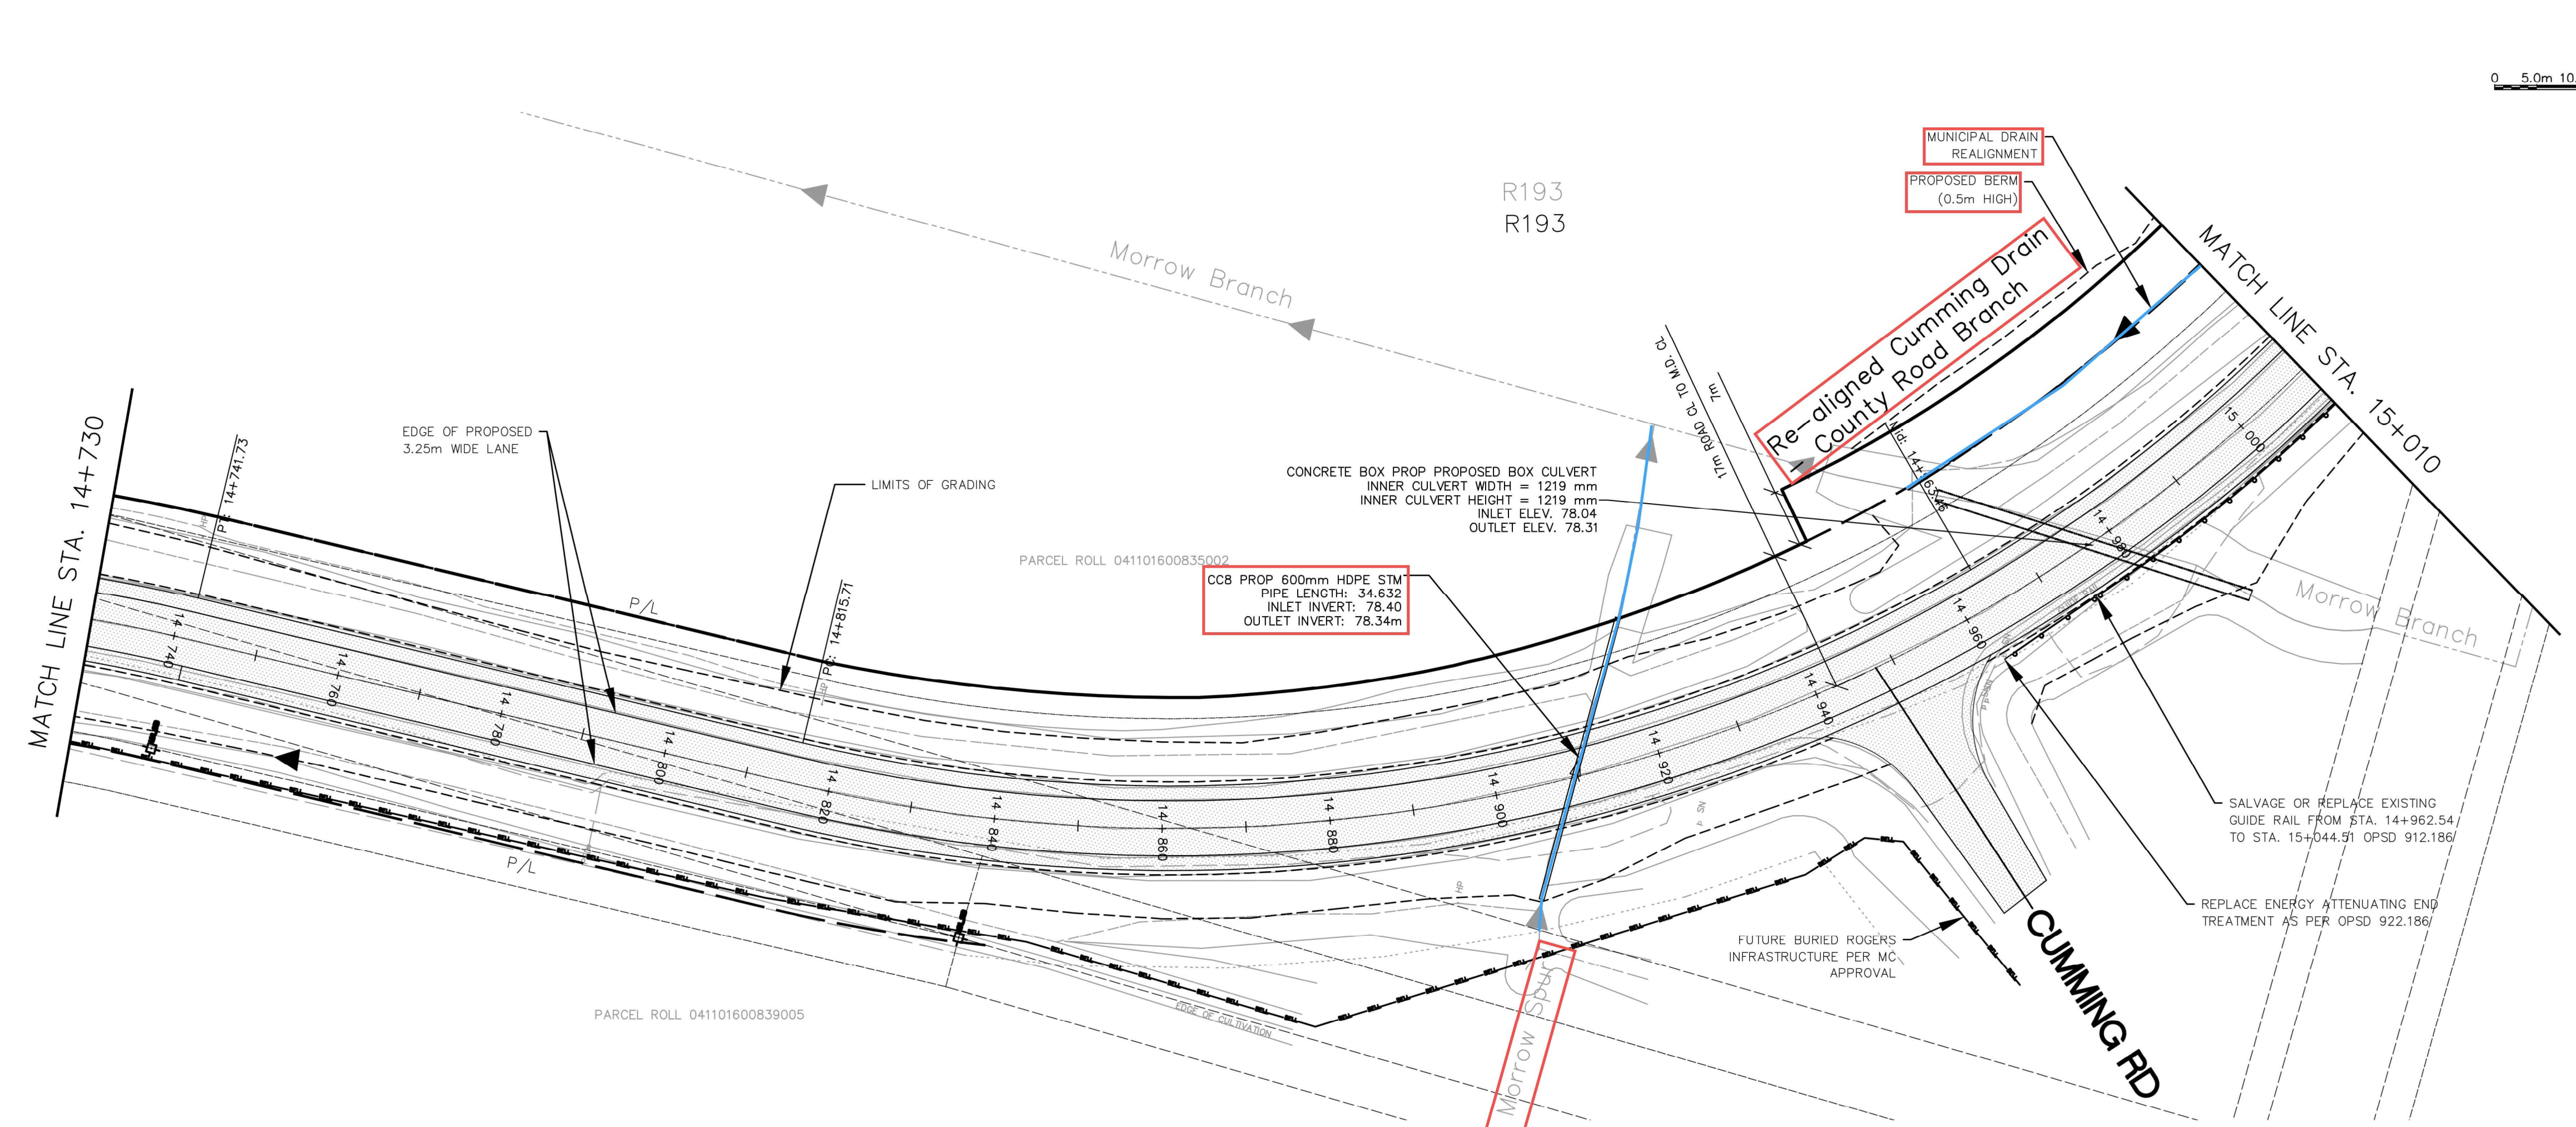 0 5.0m 10.
MUNICIPAL DRAIN
REALIGNMENT
PROPOSED BERM
(0.5m HIGH)
R193
R193
Morrow Branch
MATCH LINE STA. 15+010
Re-aligned Cumming Drain
County Road Branch
17m ROAD CL TO M.D. CL
7m
MATCH LINE STA. 14+730
PT: 14+741.73
EDGE OF PROPOSED
3.25m WIDE LANE
LIMITS OF GRADING
CONCRETE BOX PROP PROPOSED BOX CULVERT
INNER CULVERT WIDTH = 1219 mm
INNER CULVERT HEIGHT = 1219 mm
INLET ELEV. 78.04
OUTLET ELEV. 78.31
PARCEL ROLL 041101600835002
CC8 PROP 600mm HDPE STM
PIPE LENGTH: 34.632
INLET INVERT: 78.40
OUTLET INVERT: 78.34m
P/L
PC: 14+815.71
HP
HP
14+740
14+760
14+780
14+800
14+820
14+840
14+860
14+880
14+900
14+920
14+940
14+960
14+980
15+000
Morrow Branch
SALVAGE OR REPLACE EXISTING
GUIDE RAIL FROM STA. 14+962.54
TO STA. 15+044.51 OPSD 912.186
REPLACE ENERGY ATTENUATING END
TREATMENT AS PER OPSD 922.186
P/L
HP
BELL
FUTURE BURIED ROGERS
INFRASTRUCTURE PER MC
APPROVAL
CUMMING RD
PARCEL ROLL 041101600839005
EDGE OF CULTIVATION
Morrow Spur